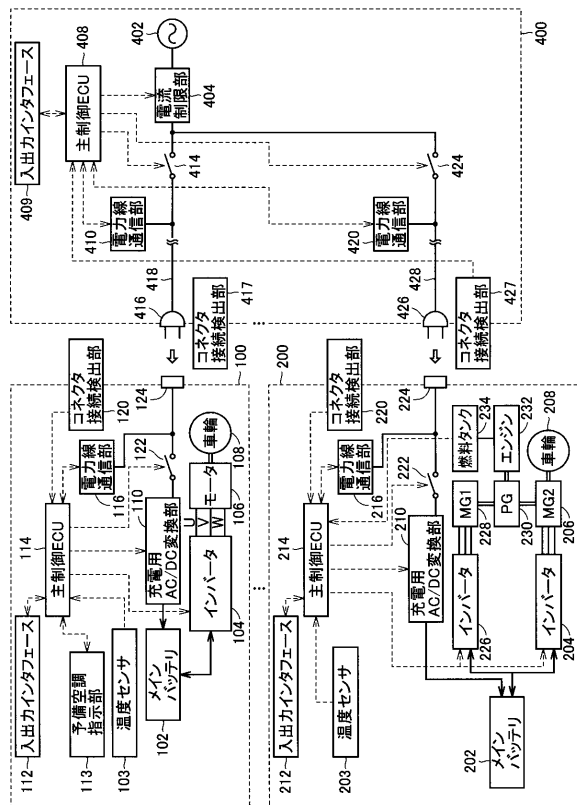 入出力インタフェース
409
主制御ECU
408
402
電流
制限部
404
400
414
424
電力線
通信部
410
電力線
通信部
420
418
428
416
コネクタ
接続検出部
417
426
コネクタ
接続検出部
427
…
100
コネクタ
接続検出部
120
124
電力線
通信部
116
122
主制御ECU
114
充電用
AC/DC変換部
110
車輪
108
モータ
106
U
V
W
インバータ
104
入出力インタフェース
112
予備空調
指示部
113
温度センサ
103
メイン
バッテリ
102
…
200
コネクタ
接続検出部
220
224
電力線
通信部
216
222
主制御ECU
214
充電用
AC/DC変換部
210
燃料タンク
234
エンジン
232
車輪
208
MG1
228
PG
230
MG2
206
インバータ
226
インバータ
204
入出力インタフェース
212
温度センサ
203
メイン
バッテリ
202